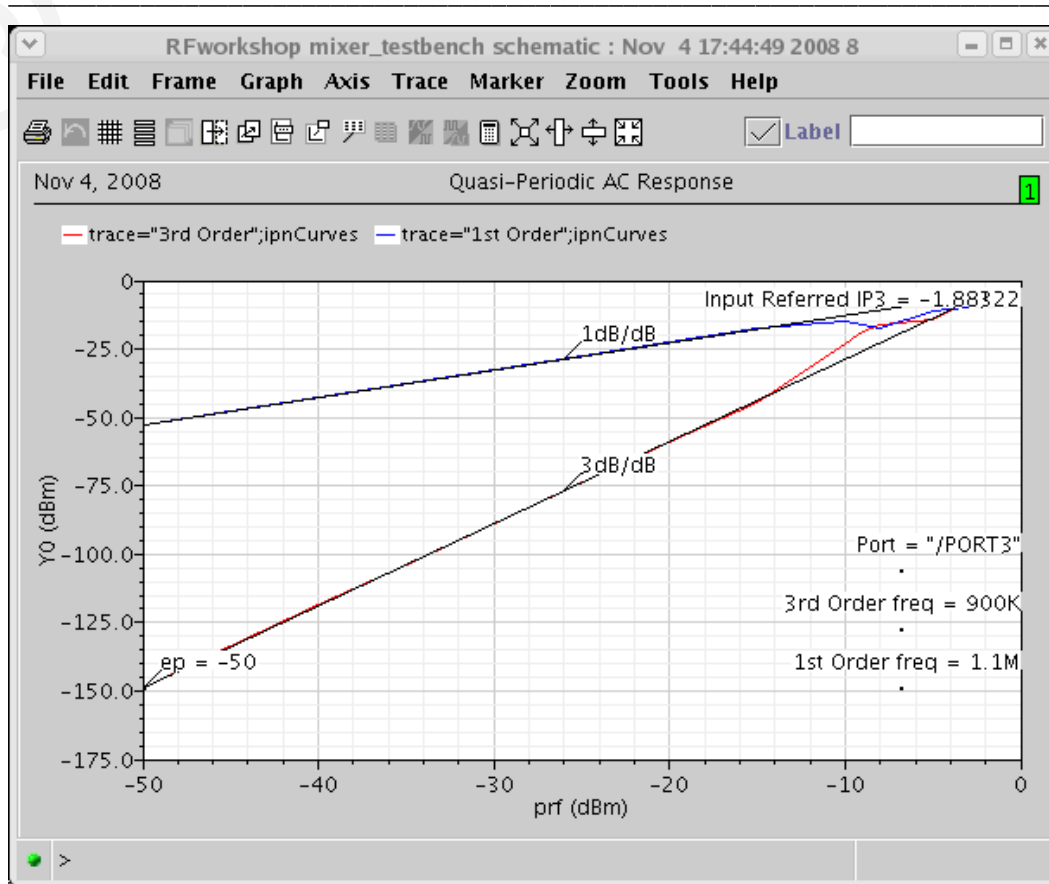 RFworkshop mixer_testbench schematic : Nov 4 17:44:49 2008 8
File Edit Frame Graph Axis Trace Marker Zoom Tools Help
Label
Nov 4, 2008 Quasi-Periodic AC Response 1
trace="3rd Order";ipnCurves trace="1st Order";ipnCurves
Input Referred IP3 = -1.88322
1dB/dB
3dB/dB
Port = "/PORT3"
3rd Order freq = 900K
1st Order freq = 1.1M
ep = -50
Y0 (dBm)
0
-25.0
-50.0
-75.0
-100.0
-125.0
-150.0
-175.0
-50 -40 -30 -20 -10 0
prf (dBm)
>